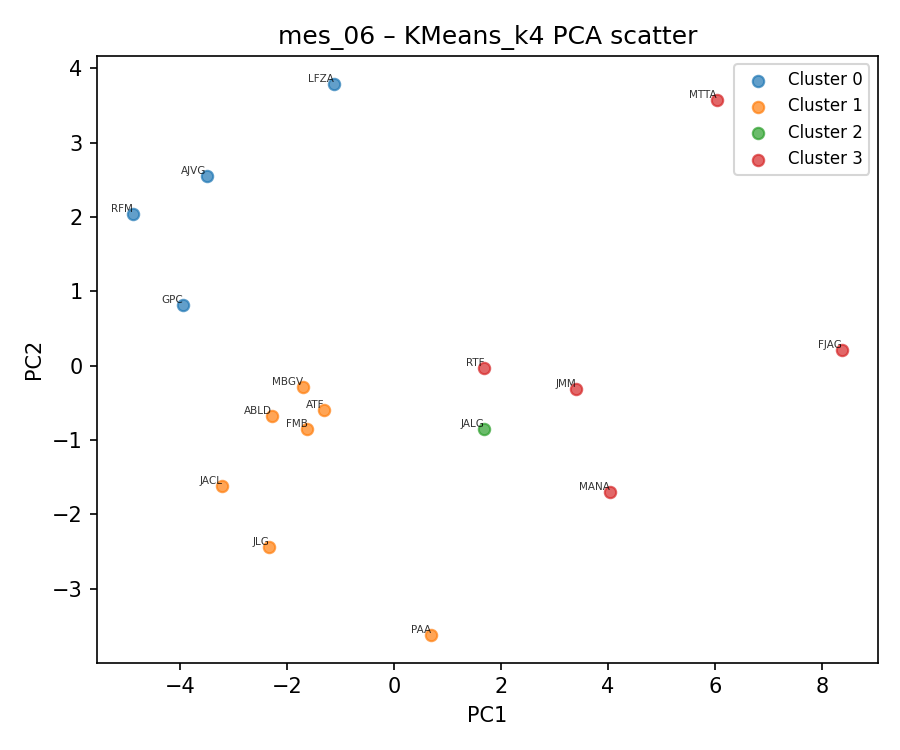 mes_06 – KMeans_k4 PCA scatter
Cluster 0
Cluster 1
Cluster 2
Cluster 3
LFZA
MTTA
AJVG
RFM
GPC
FJAG
RTF
JMM
MBGV
ATF
ABLD
FMB
JALG
JACL
MANA
JLG
PAA
4
3
2
1
0
−1
−2
−3
PC2
−4
−2
0
2
4
6
8
PC1